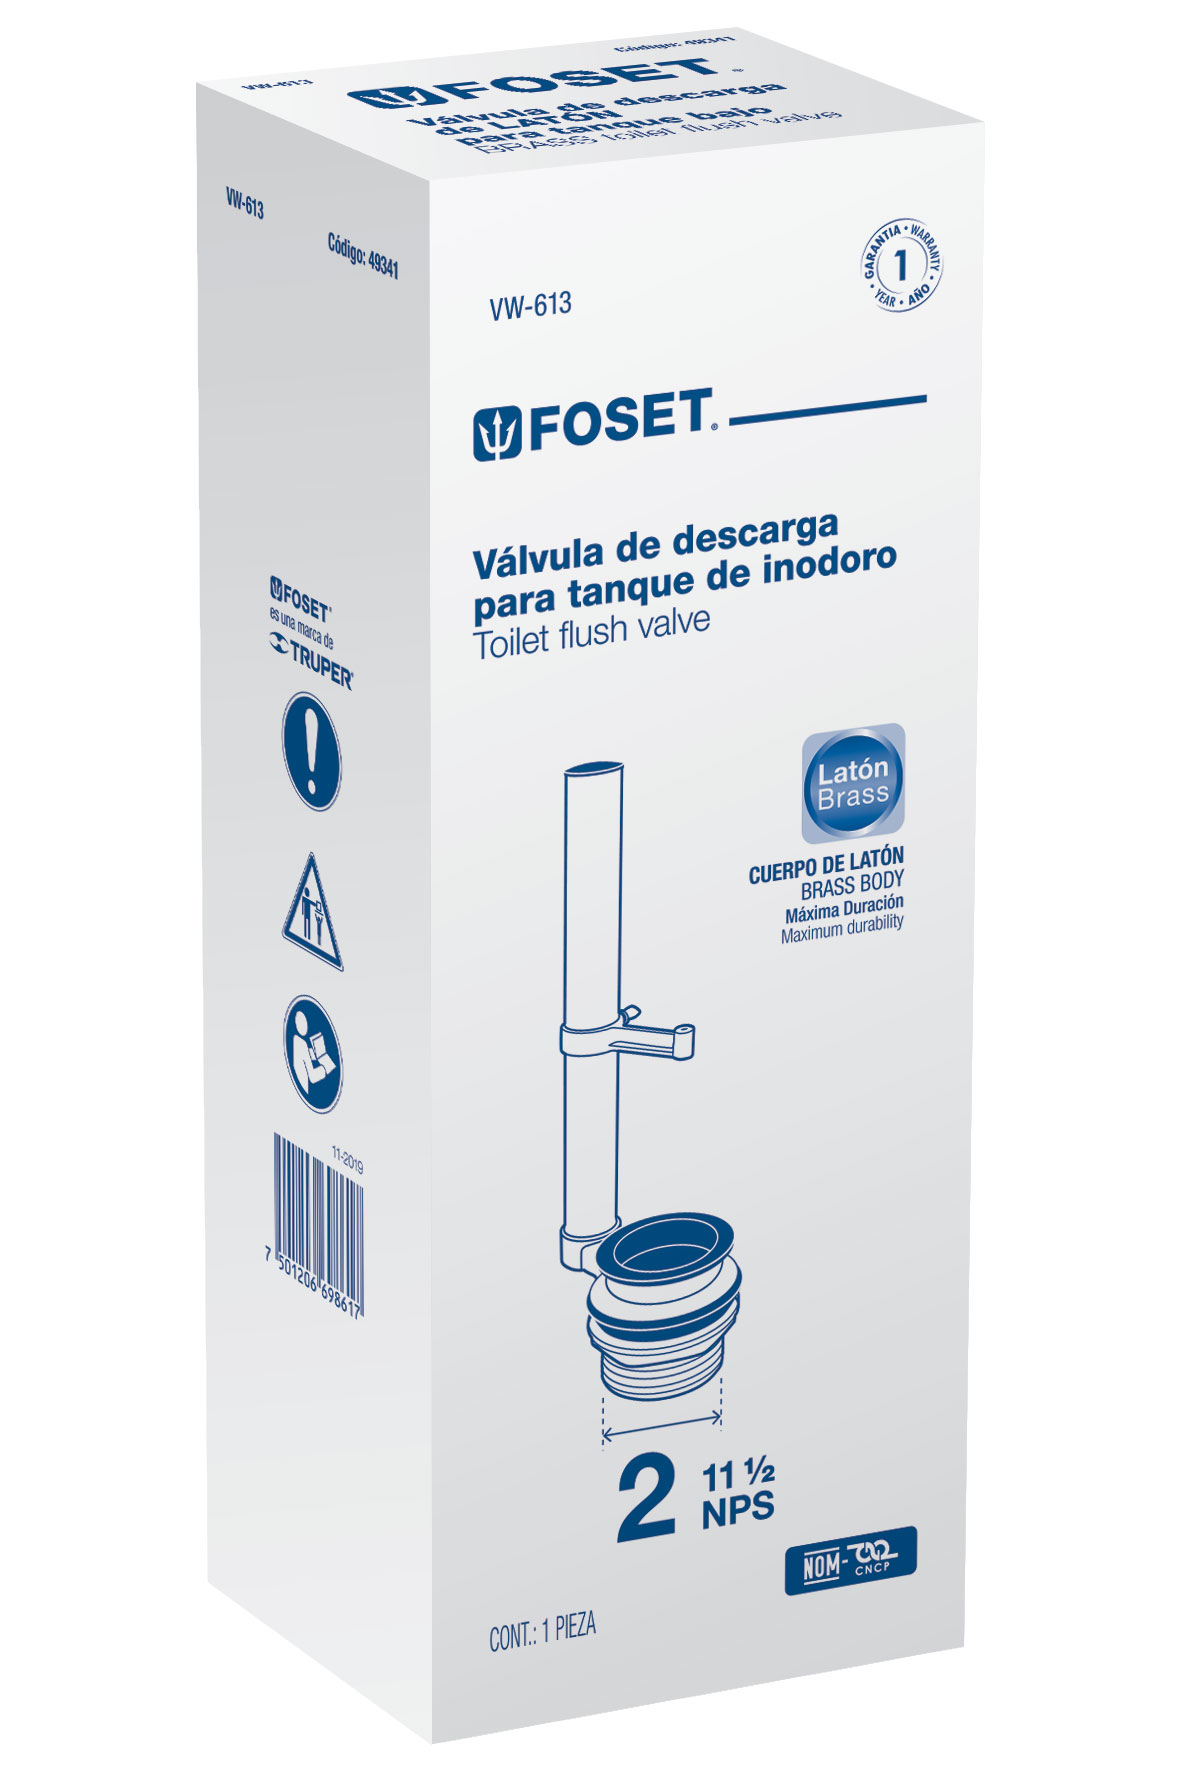 VW-613
Código: 49341
FOSET®
Válvula de descarga
de LATÓN
para tanque bajo
BRASS toilet flush valve
VW-613
Código: 49341
FOSET®
es una marca de
TRUPER®
11-2019
7 501206 698617
VW-613
GARANTIA • WARRANTY
1
YEAR • AÑO
FOSET®
Válvula de descarga
para tanque de inodoro
Toilet flush valve
Latón
Brass
CUERPO DE LATÓN
BRASS BODY
Máxima Duración
Maximum durability
2
11 ½
NPS
NOM-
CNCP
CONT.: 1 PIEZA